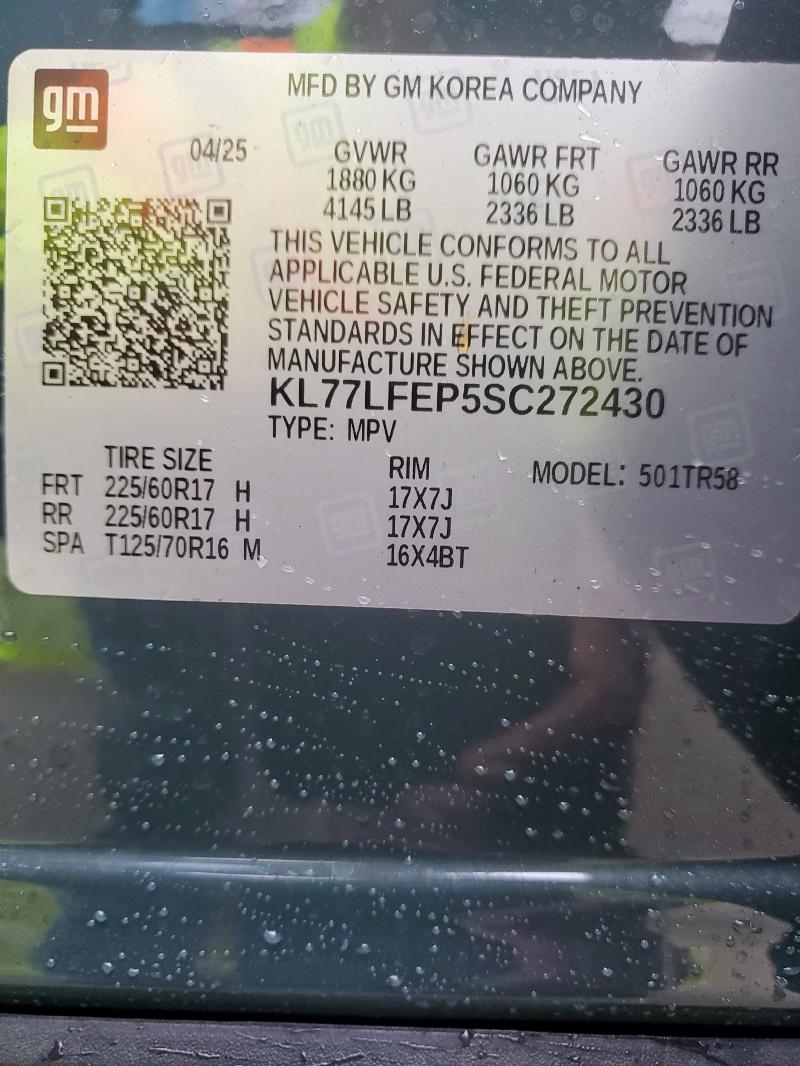 gm
MFD BY GM KOREA COMPANY
04/25 GVWR GAWR FRT GAWR RR
1880 KG 1060 KG 1060 KG
4145 LB 2336 LB 2336 LB
THIS VEHICLE CONFORMS TO ALL
APPLICABLE U.S. FEDERAL MOTOR
VEHICLE SAFETY AND THEFT PREVENTION
STANDARDS IN EFFECT ON THE DATE OF
MANUFACTURE SHOWN ABOVE.
KL77LFEP5SC272430
TYPE: MPV
TIRE SIZE RIM MODEL: 501TR58
FRT 225/60R17 H 17X7J
RR 225/60R17 H 17X7J
SPA T125/70R16 M 16X4BT